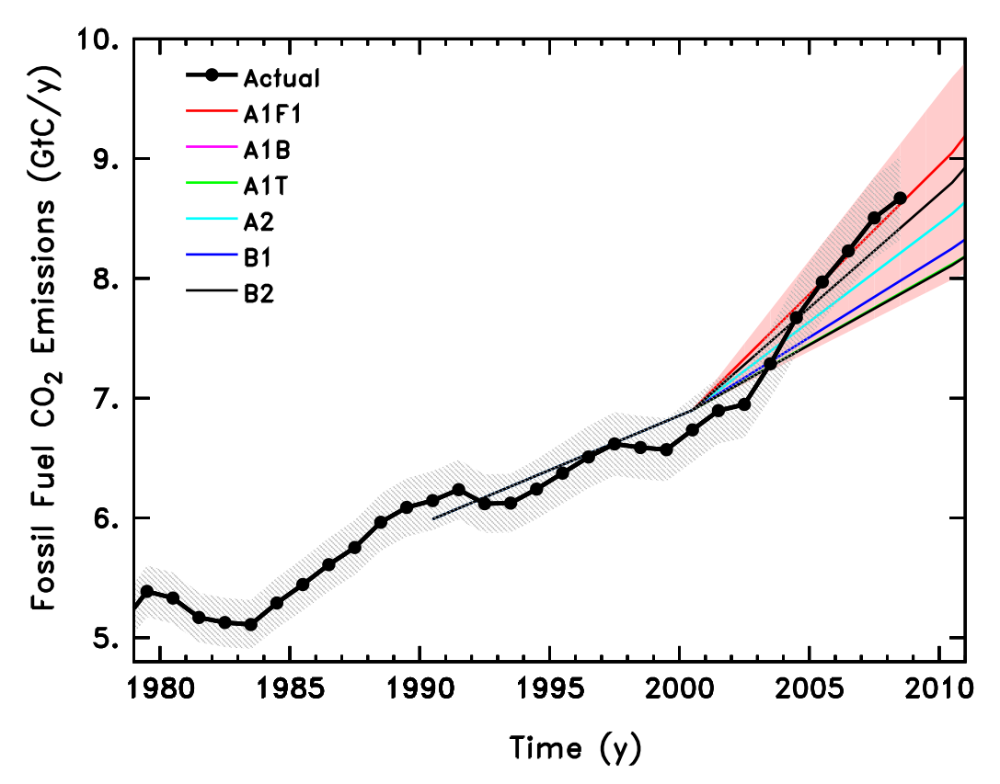 10.
9.
8.
7.
6.
5.
Fossil Fuel CO₂ Emissions (GtC/y)
Actual
A1F1
A1B
A1T
A2
B1
B2
1980 1985 1990 1995 2000 2005 2010
Time (y)